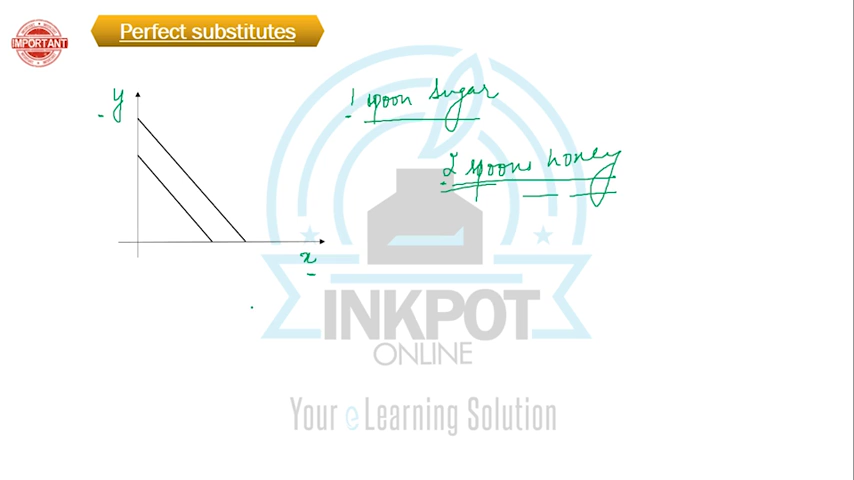 IMPORTANT
Perfect substitutes
y
1 spoon sugar
2 spoons honey
x
INKPOT
ONLINE
Your eLearning Solution